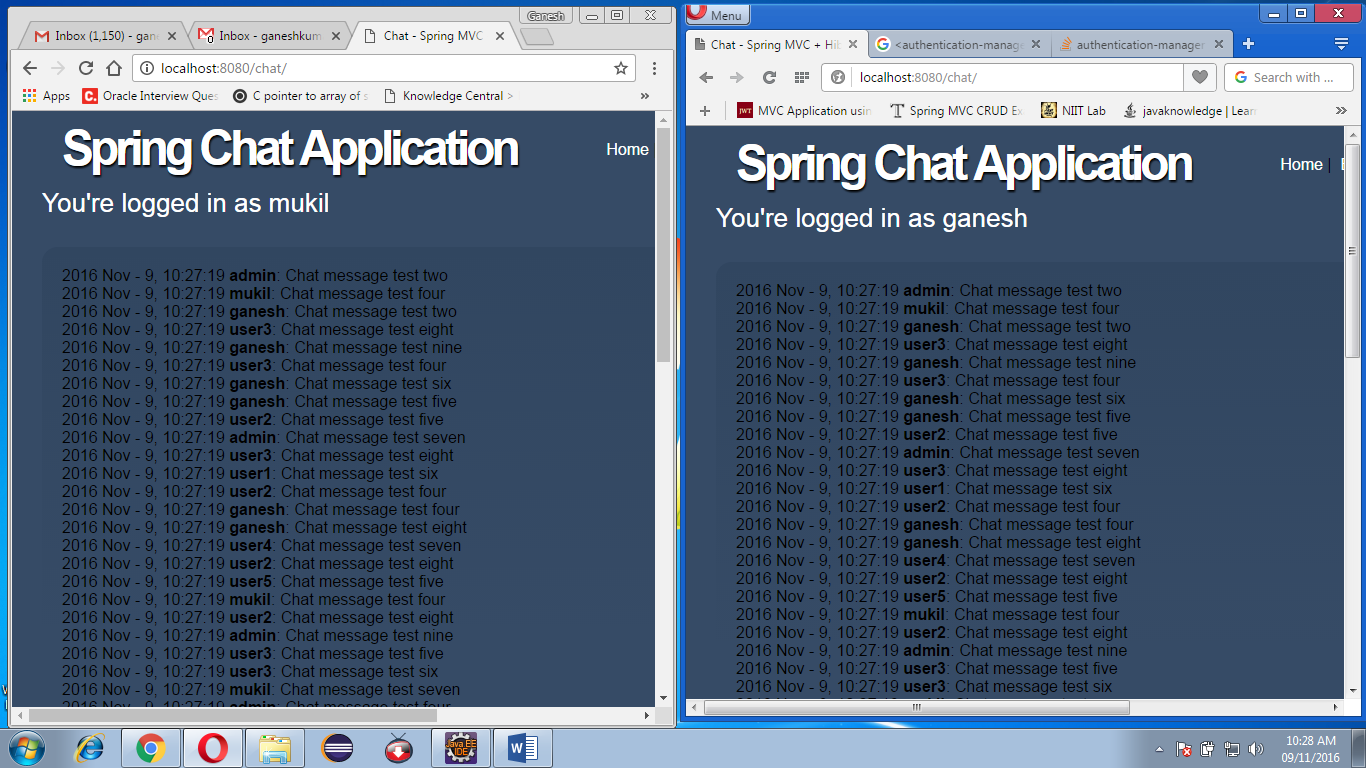 Ganesh
Inbox (1,150) - gan
Inbox - ganeshkum
Chat - Spring MVC
localhost:8080/chat/
Apps
Oracle Interview Ques
C pointer to array of s
Knowledge Central >
»
Spring Chat Application
Home
You're logged in as mukil
2016 Nov - 9, 10:27:19 admin: Chat message test two
2016 Nov - 9, 10:27:19 mukil: Chat message test four
2016 Nov - 9, 10:27:19 ganesh: Chat message test two
2016 Nov - 9, 10:27:19 user3: Chat message test eight
2016 Nov - 9, 10:27:19 ganesh: Chat message test nine
2016 Nov - 9, 10:27:19 user3: Chat message test four
2016 Nov - 9, 10:27:19 ganesh: Chat message test six
2016 Nov - 9, 10:27:19 ganesh: Chat message test five
2016 Nov - 9, 10:27:19 user2: Chat message test five
2016 Nov - 9, 10:27:19 admin: Chat message test seven
2016 Nov - 9, 10:27:19 user3: Chat message test eight
2016 Nov - 9, 10:27:19 user1: Chat message test six
2016 Nov - 9, 10:27:19 user2: Chat message test four
2016 Nov - 9, 10:27:19 ganesh: Chat message test four
2016 Nov - 9, 10:27:19 ganesh: Chat message test eight
2016 Nov - 9, 10:27:19 user4: Chat message test seven
2016 Nov - 9, 10:27:19 user2: Chat message test eight
2016 Nov - 9, 10:27:19 user5: Chat message test five
2016 Nov - 9, 10:27:19 mukil: Chat message test four
2016 Nov - 9, 10:27:19 user2: Chat message test eight
2016 Nov - 9, 10:27:19 admin: Chat message test nine
2016 Nov - 9, 10:27:19 user3: Chat message test five
2016 Nov - 9, 10:27:19 user3: Chat message test six
2016 Nov - 9, 10:27:19 mukil: Chat message test seven
2016 Nov - 9, 10:27:19 admin: Chat message test four
Menu
Chat - Spring MVC + Hib
<authentication-manage
authentication-manager
localhost:8080/chat/
Search with ...
MVC Application usin
Spring MVC CRUD Ex
NIIT Lab
javaknowledge | Lear
»
Spring Chat Application
Home |
You're logged in as ganesh
2016 Nov - 9, 10:27:19 admin: Chat message test two
2016 Nov - 9, 10:27:19 mukil: Chat message test four
2016 Nov - 9, 10:27:19 ganesh: Chat message test two
2016 Nov - 9, 10:27:19 user3: Chat message test eight
2016 Nov - 9, 10:27:19 ganesh: Chat message test nine
2016 Nov - 9, 10:27:19 user3: Chat message test four
2016 Nov - 9, 10:27:19 ganesh: Chat message test six
2016 Nov - 9, 10:27:19 ganesh: Chat message test five
2016 Nov - 9, 10:27:19 user2: Chat message test five
2016 Nov - 9, 10:27:19 admin: Chat message test seven
2016 Nov - 9, 10:27:19 user3: Chat message test eight
2016 Nov - 9, 10:27:19 user1: Chat message test six
2016 Nov - 9, 10:27:19 user2: Chat message test four
2016 Nov - 9, 10:27:19 ganesh: Chat message test four
2016 Nov - 9, 10:27:19 ganesh: Chat message test eight
2016 Nov - 9, 10:27:19 user4: Chat message test seven
2016 Nov - 9, 10:27:19 user2: Chat message test eight
2016 Nov - 9, 10:27:19 user5: Chat message test five
2016 Nov - 9, 10:27:19 mukil: Chat message test four
2016 Nov - 9, 10:27:19 user2: Chat message test eight
2016 Nov - 9, 10:27:19 admin: Chat message test nine
2016 Nov - 9, 10:27:19 user3: Chat message test five
2016 Nov - 9, 10:27:19 user3: Chat message test six
Java EE
IDE
10:28 AM
09/11/2016